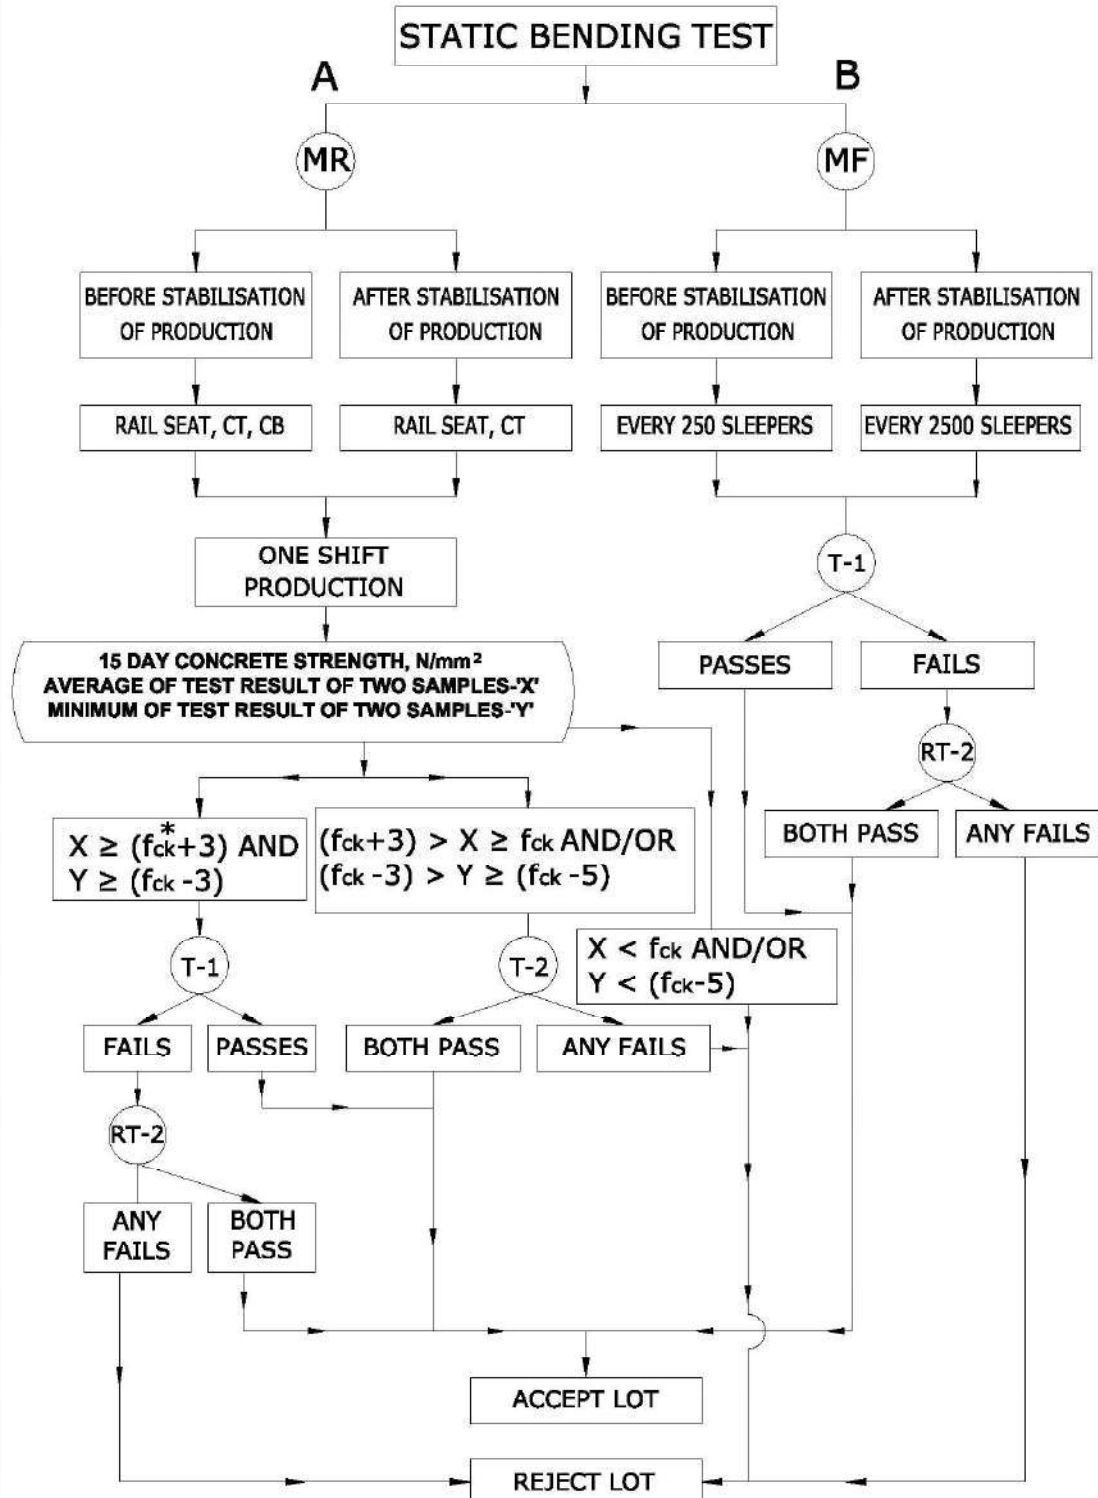 STATIC BENDING TEST
A
B
MR
MF
BEFORE STABILISATION
OF PRODUCTION
AFTER STABILISATION
OF PRODUCTION
BEFORE STABILISATION
OF PRODUCTION
AFTER STABILISATION
OF PRODUCTION
RAIL SEAT, CT, CB
RAIL SEAT, CT
EVERY 250 SLEEPERS
EVERY 2500 SLEEPERS
ONE SHIFT
PRODUCTION
T-1
15 DAY CONCRETE STRENGTH, N/mm²
AVERAGE OF TEST RESULT OF TWO SAMPLES-'X'
MINIMUM OF TEST RESULT OF TWO SAMPLES-'Y'
PASSES
FAILS
RT-2
X ≥ (fck*+3) AND
Y ≥ (fck -3)
(fck+3) > X ≥ fck AND/OR
(fck -3) > Y ≥ (fck -5)
BOTH PASS
ANY FAILS
T-1
T-2
X < fck AND/OR
Y < (fck-5)
FAILS
PASSES
BOTH PASS
ANY FAILS
RT-2
ANY
FAILS
BOTH
PASS
ACCEPT LOT
REJECT LOT